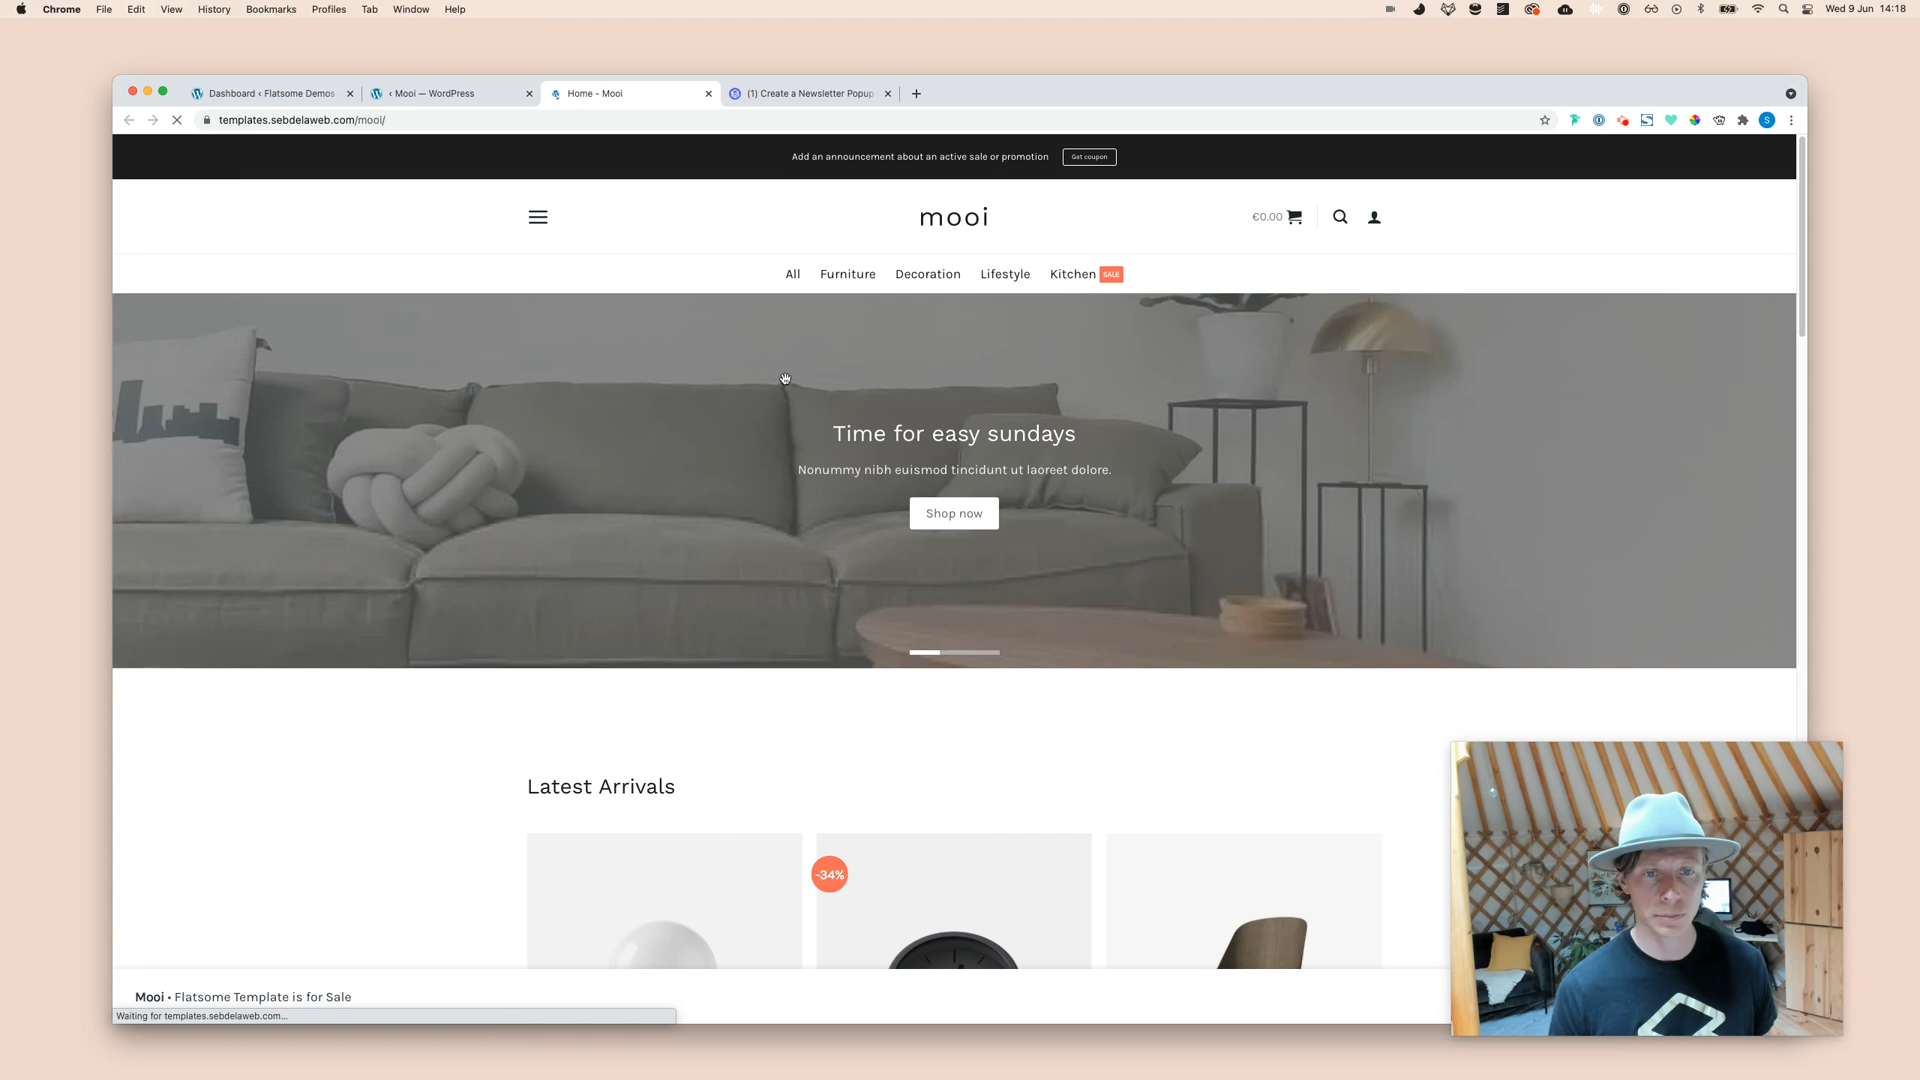 Chrome File Edit View History Bookmarks Profiles Tab Window Help Wed 9 Jun 14:18
Dashboard ‹ Flatsome Demos
‹ Mooi — WordPress
Home - Mooi
(1) Create a Newsletter Popup
templates.sebdelaweb.com/mooi/
S
Add an announcement about an active sale or promotion
Get coupon
mooi
€0.00
All Furniture Decoration Lifestyle Kitchen SALE
Time for easy sundays
Nonummy nibh euismod tincidunt ut laoreet dolore.
Shop now
Latest Arrivals
-34%
Mooi • Flatsome Template is for Sale
Waiting for templates.sebdelaweb.com...